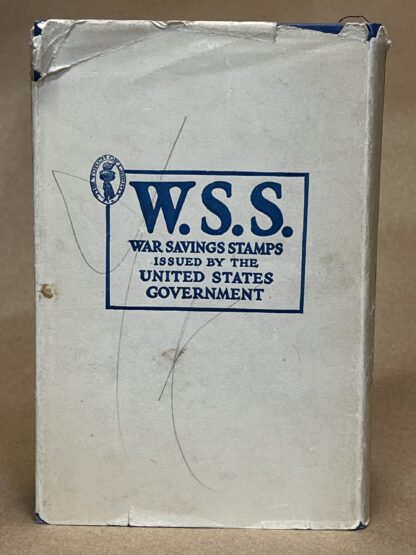 W.S.S.
WAR SAVINGS STAMPS
ISSUED BY THE
UNITED STATES
GOVERNMENT